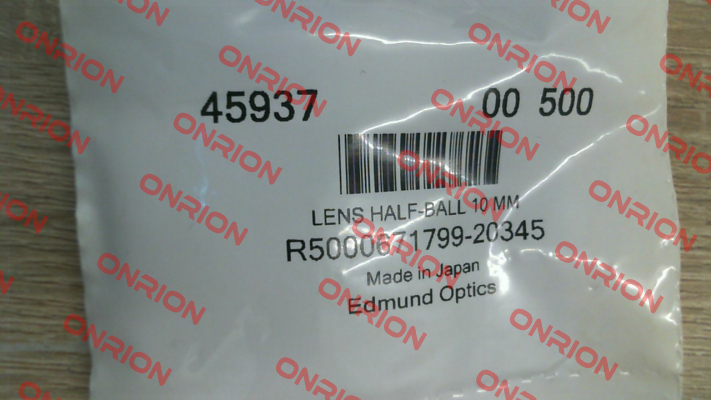 45937 00 500
LENS HALF-BALL 10 MM
R5000671799-20345
Made in Japan
Edmund Optics
ONRION